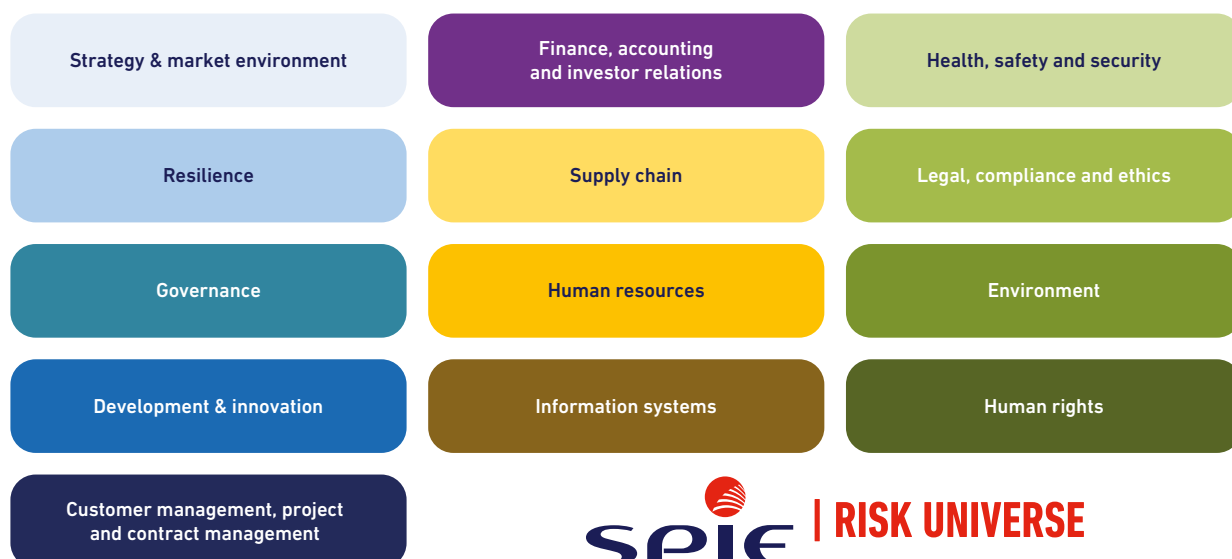 Strategy & market environment
Finance, accounting
and investor relations
Health, safety and security
Resilience
Supply chain
Legal, compliance and ethics
Governance
Human resources
Environment
Development & innovation
Information systems
Human rights
Customer management, project
and contract management
SPIE | RISK UNIVERSE